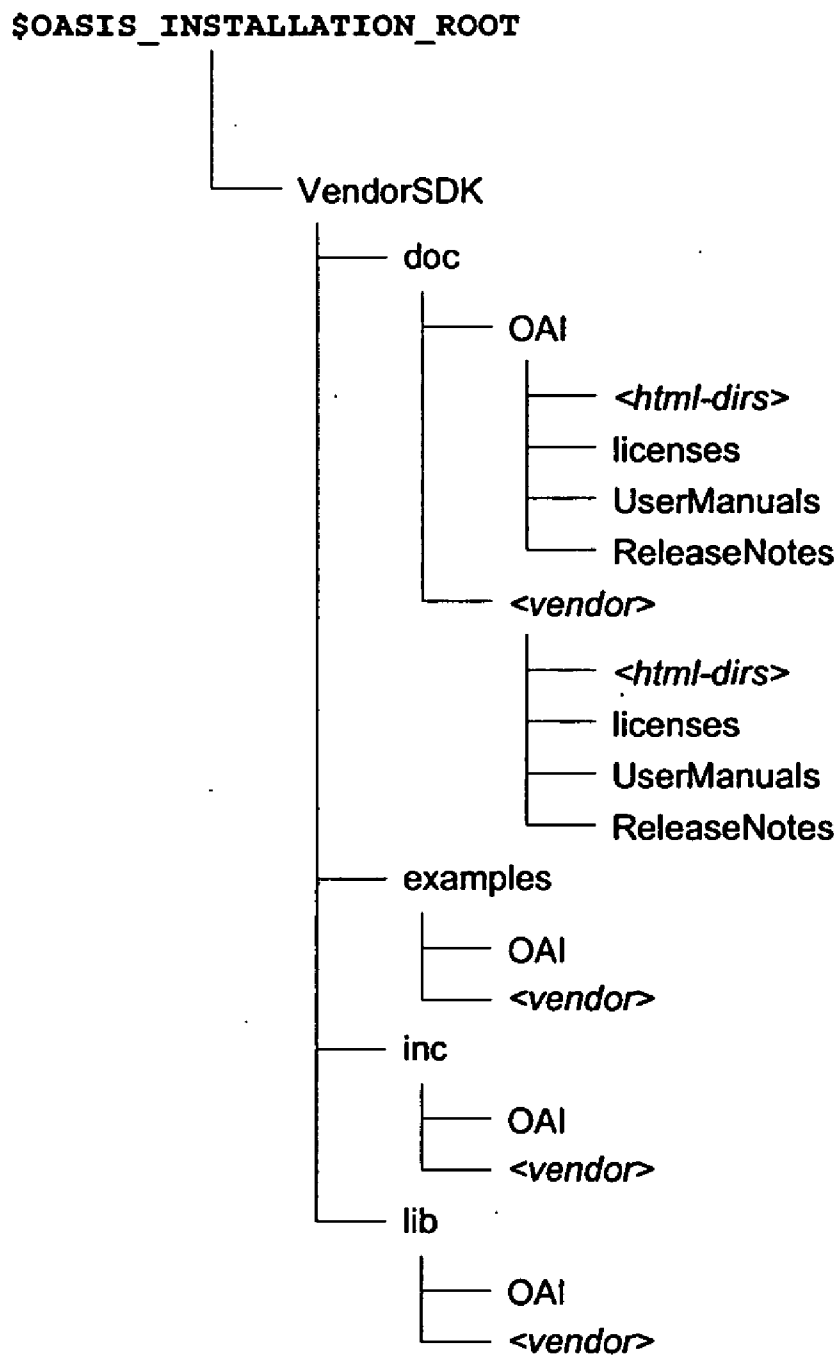 $OASIS_INSTALLATION_ROOT
VendorSDK
doc
OAI
<html-dirs>
licenses
UserManuals
ReleaseNotes
<vendor>
<html-dirs>
licenses
UserManuals
ReleaseNotes
examples
OAI
<vendor>
inc
OAI
<vendor>
lib
OAI
<vendor>